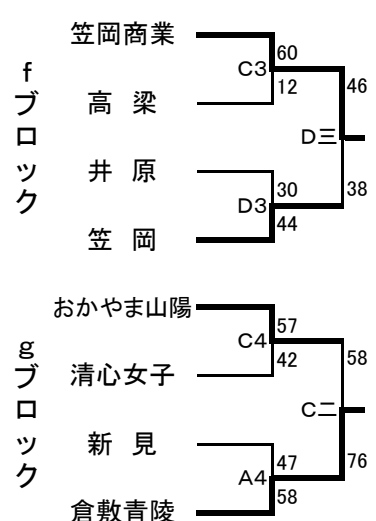 fブロック
笠岡商業
高 梁
井 原
笠 岡
C3
60
12
D3
30
44
D三
46
38
gブロック
おかやま山陽
清心女子
新 見
倉敷青陵
C4
57
42
A4
47
58
C二
58
76